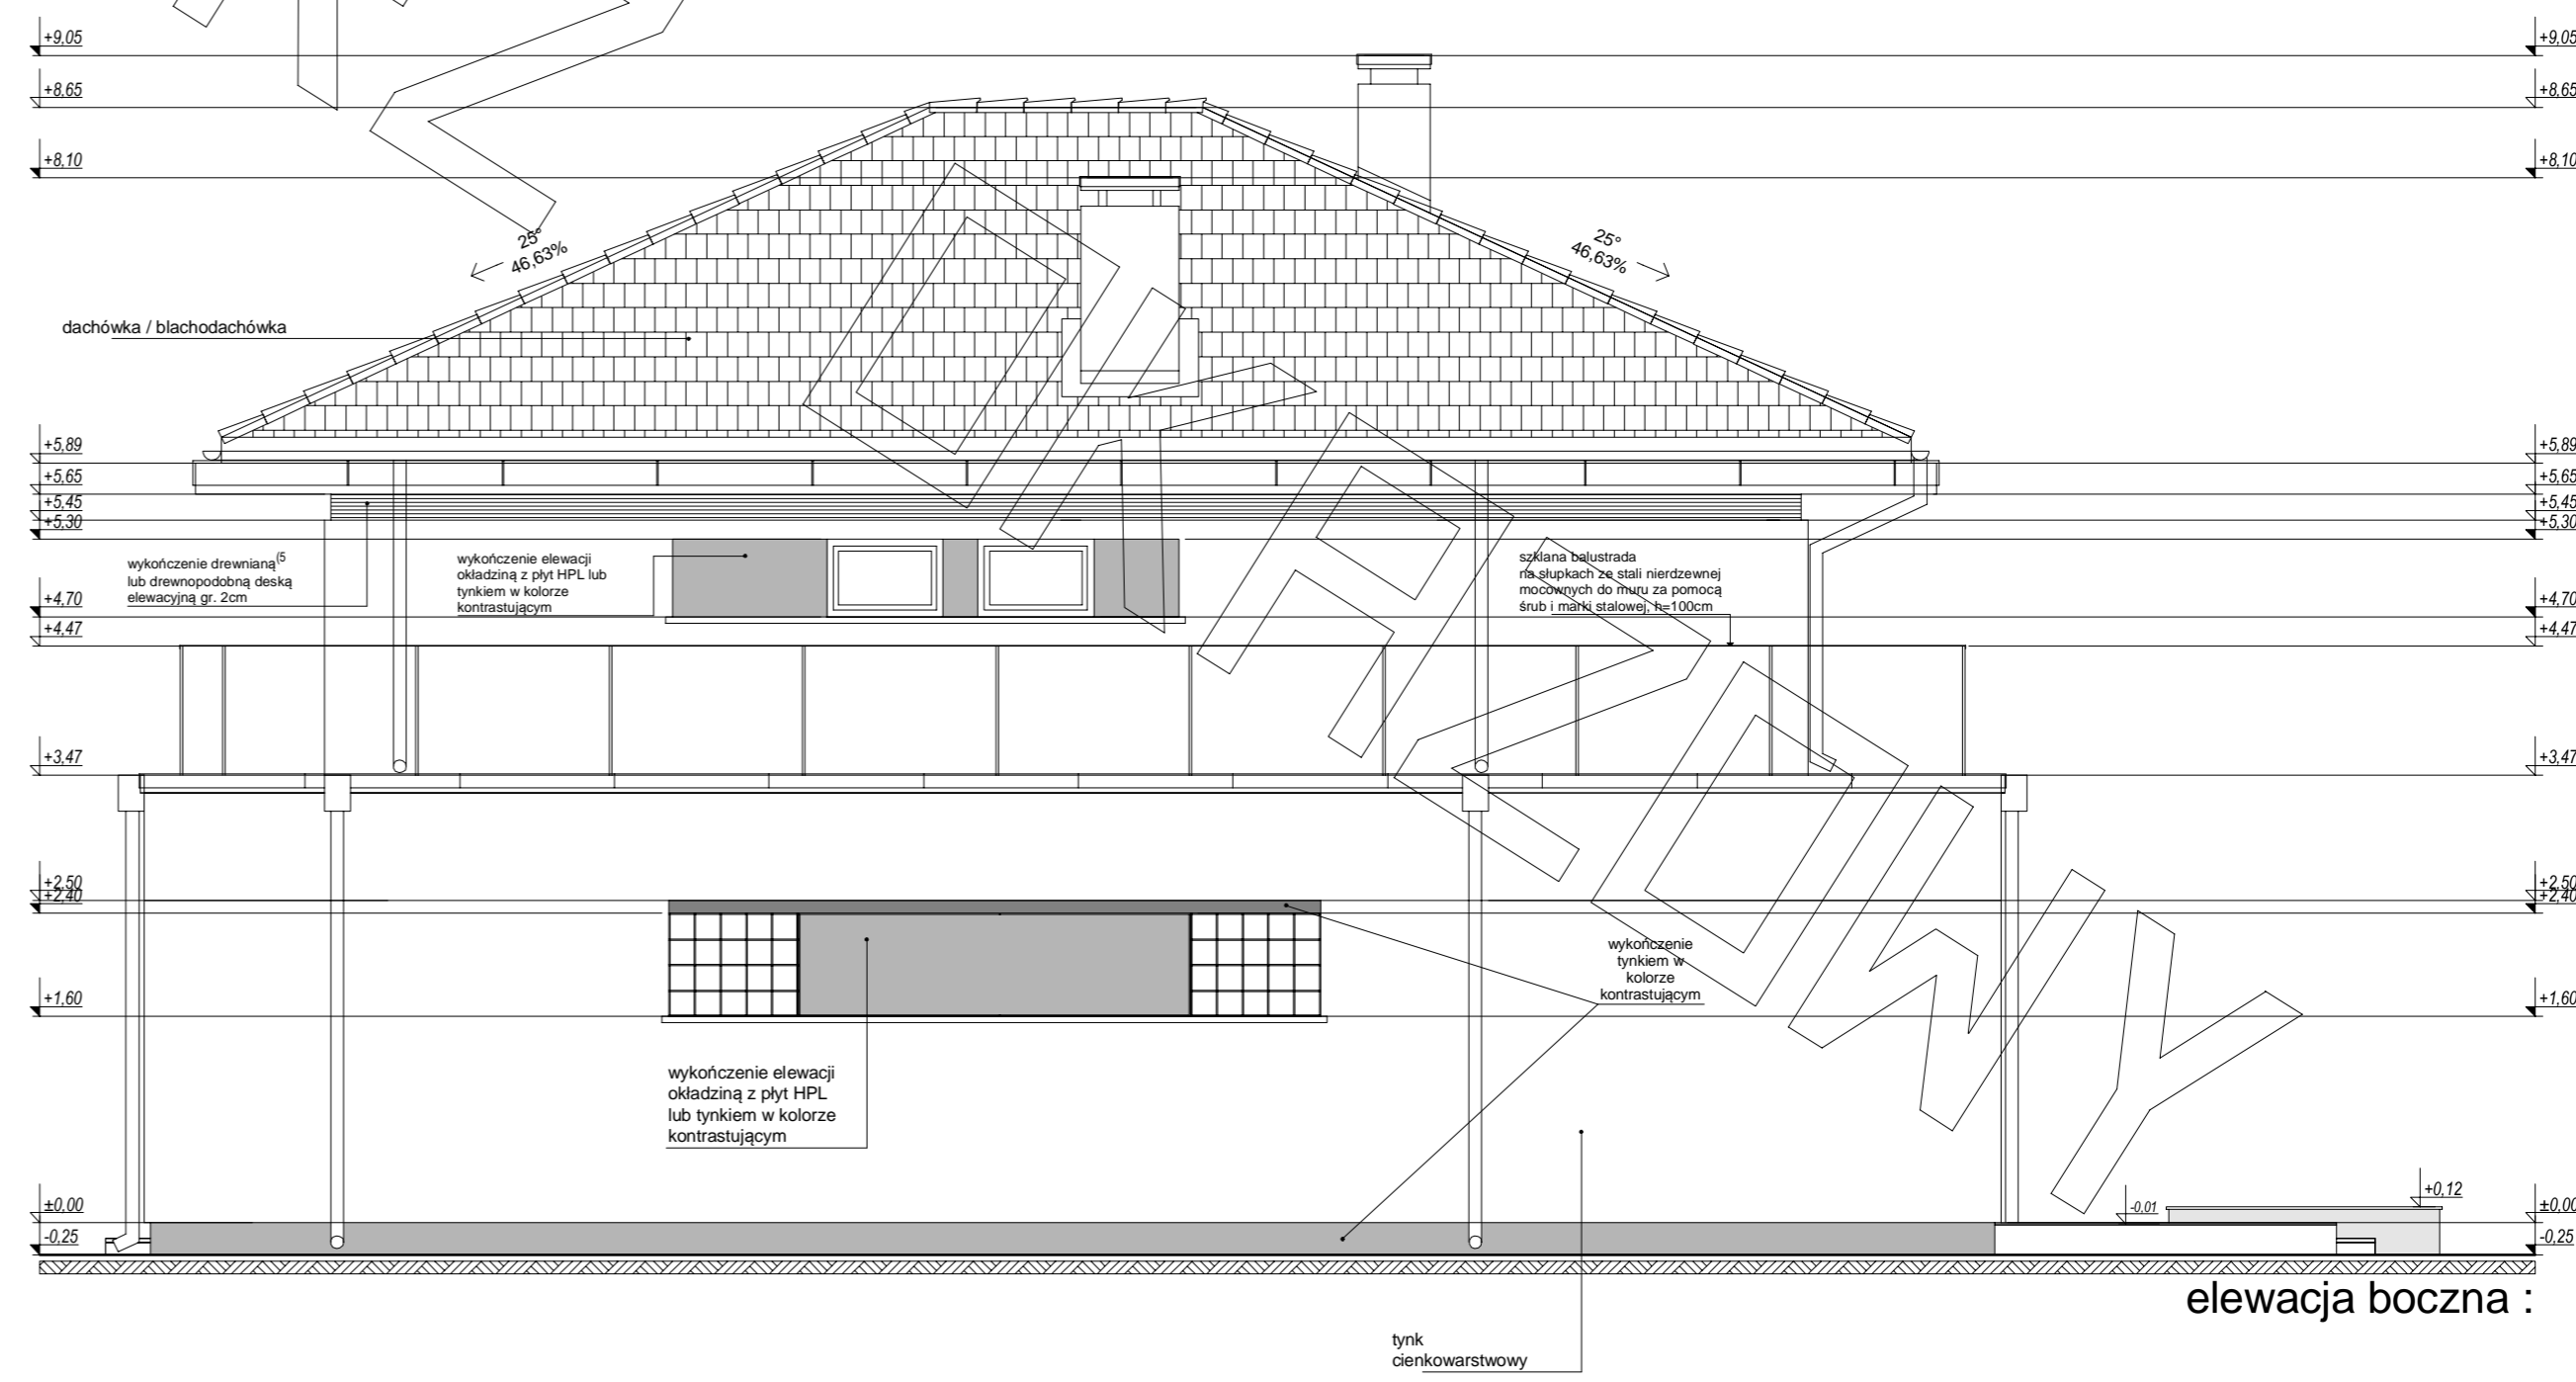 +9,05
+9,05
+8,65
+8,65
+8,10
+8,10
25°
46,63%
25°
46,63%
dachówka / blachodachówka
+5,89
+5,89
+5,65
+5,65
+5,45
+5,45
+5,30
+5,30
wykończenie drewnianą(5
lub drewnopodobną deską
elewacyjną gr. 2cm
wykończenie elewacji
okładziną z płyt HPL lub
tynkiem w kolorze
kontrastującym
szklana balustrada
na słupkach ze stali nierdzewnej
mocownych do muru za pomocą
śrub i marki stalowej, h=100cm
+4,70
+4,70
+4,47
+4,47
+3,47
+3,47
+2,50
+2,50
+2,40
+2,40
wykończenie
tynkiem w
kolorze
kontrastującym
+1,60
+1,60
wykończenie elewacji
okładziną z płyt HPL
lub tynkiem w kolorze
kontrastującym
+0,12
-0,01
±0,00
±0,00
-0,25
-0,25
elewacja boczna :
tynk
cienkowarstwowy